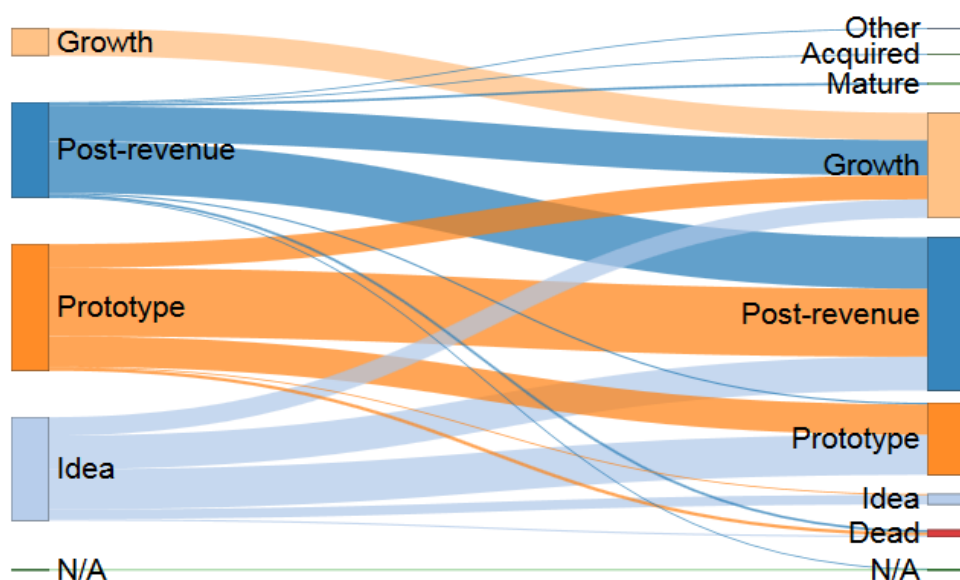 Growth
Post-revenue
Prototype
Idea
N/A
Other
Acquired
Mature
Growth
Post-revenue
Prototype
Idea
Dead
N/A